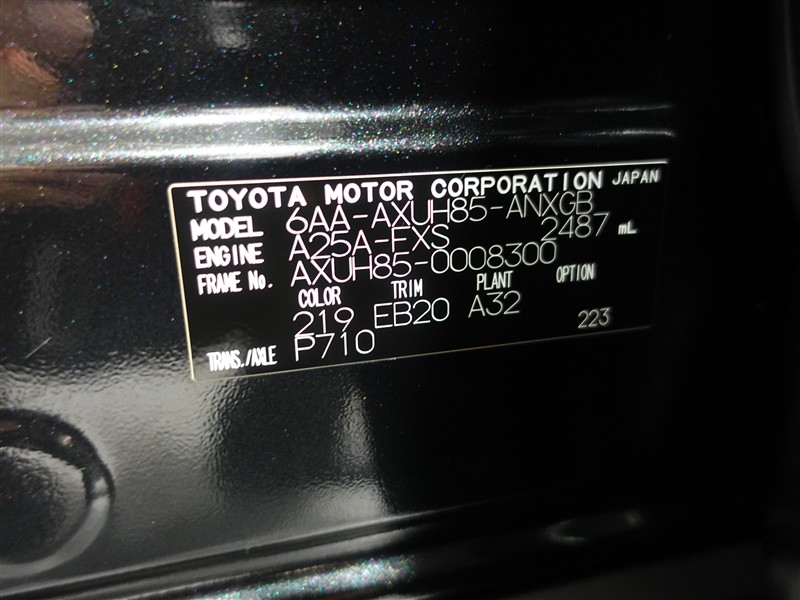 TOYOTA MOTOR CORPORATION JAPAN
MODEL 6AA-AXUH85-ANXGB
ENGINE A25A-FXS 2487 mL
FRAME No. AXUH85-0008300
COLOR TRIM PLANT OPTION
219 EB20 A32
TRANS./AXLE P710 223